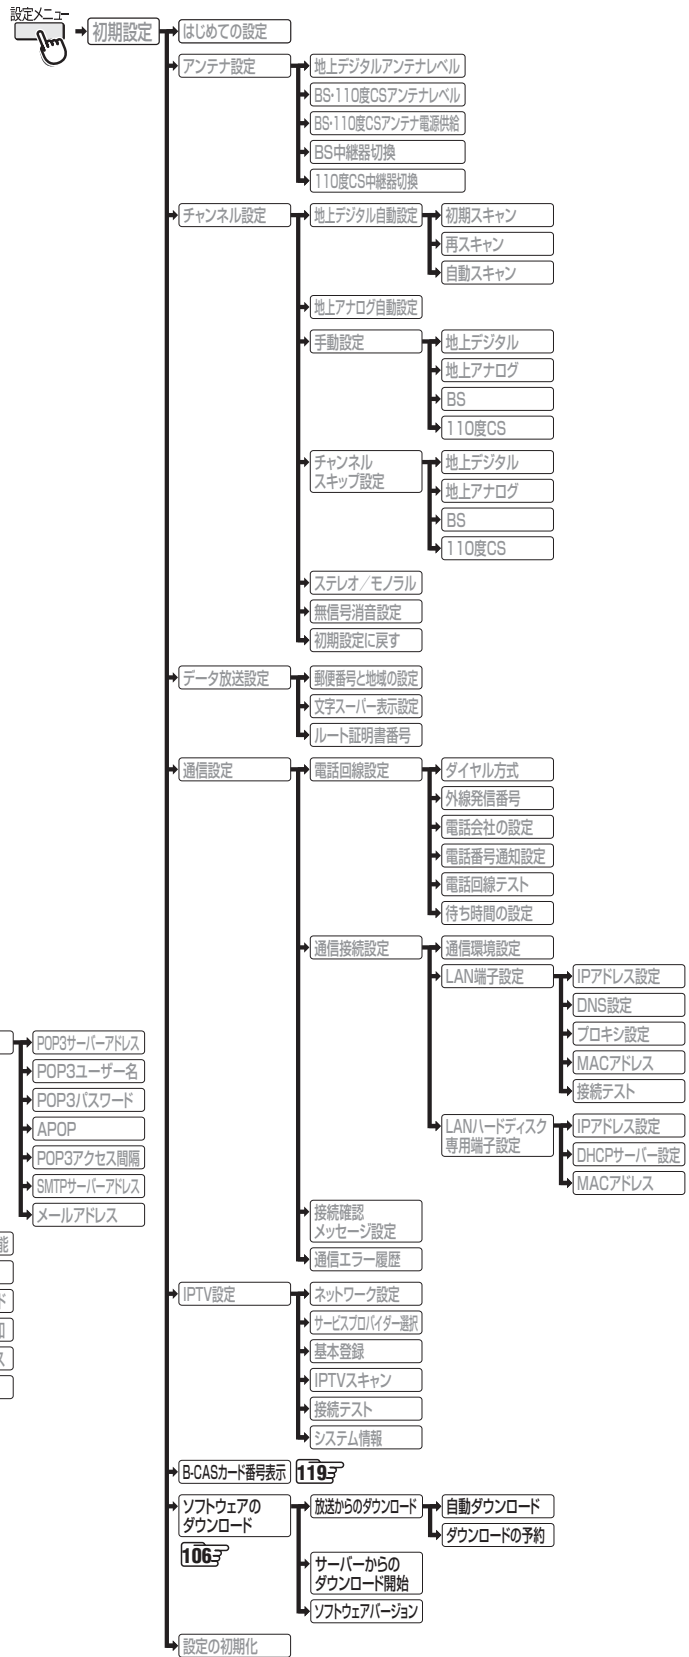 設定メニュー
初期設定
はじめての設定
アンテナ設定
地上デジタルアンテナレベル
BS・110度CSアンテナレベル
BS・110度CSアンテナ電源供給
BS中継器切換
110度CS中継器切換
チャンネル設定
地上デジタル自動設定
初期スキャン
再スキャン
自動スキャン
地上アナログ自動設定
手動設定
地上デジタル
地上アナログ
BS
110度CS
チャンネル
スキップ設定
地上デジタル
地上アナログ
BS
110度CS
ステレオ／モノラル
無信号消音設定
初期設定に戻す
データ放送設定
郵便番号と地域の設定
文字スーパー表示設定
ルート証明書番号
通信設定
電話回線設定
ダイヤル方式
外線発信番号
電話会社の設定
電話番号通知設定
電話回線テスト
待ち時間の設定
通信接続設定
通信環境設定
LAN端子設定
IPアドレス設定
DNS設定
プロキシ設定
MACアドレス
接続テスト
LANハードディスク
専用端子設定
IPアドレス設定
DHCPサーバー設定
MACアドレス
接続確認
メッセージ設定
通信エラー履歴
POP3サーバーアドレス
POP3ユーザー名
POP3パスワード
APOP
POP3アクセス間隔
SMTPサーバーアドレス
メールアドレス
能
ド
知
ス
IPTV設定
ネットワーク設定
サービスプロバイダー選択
基本登録
IPTVスキャン
接続テスト
システム情報
B-CASカード番号表示 119
ソフトウェアの
ダウンロード
106
放送からのダウンロード
自動ダウンロード
ダウンロードの予約
サーバーからの
ダウンロード開始
ソフトウェアバージョン
設定の初期化